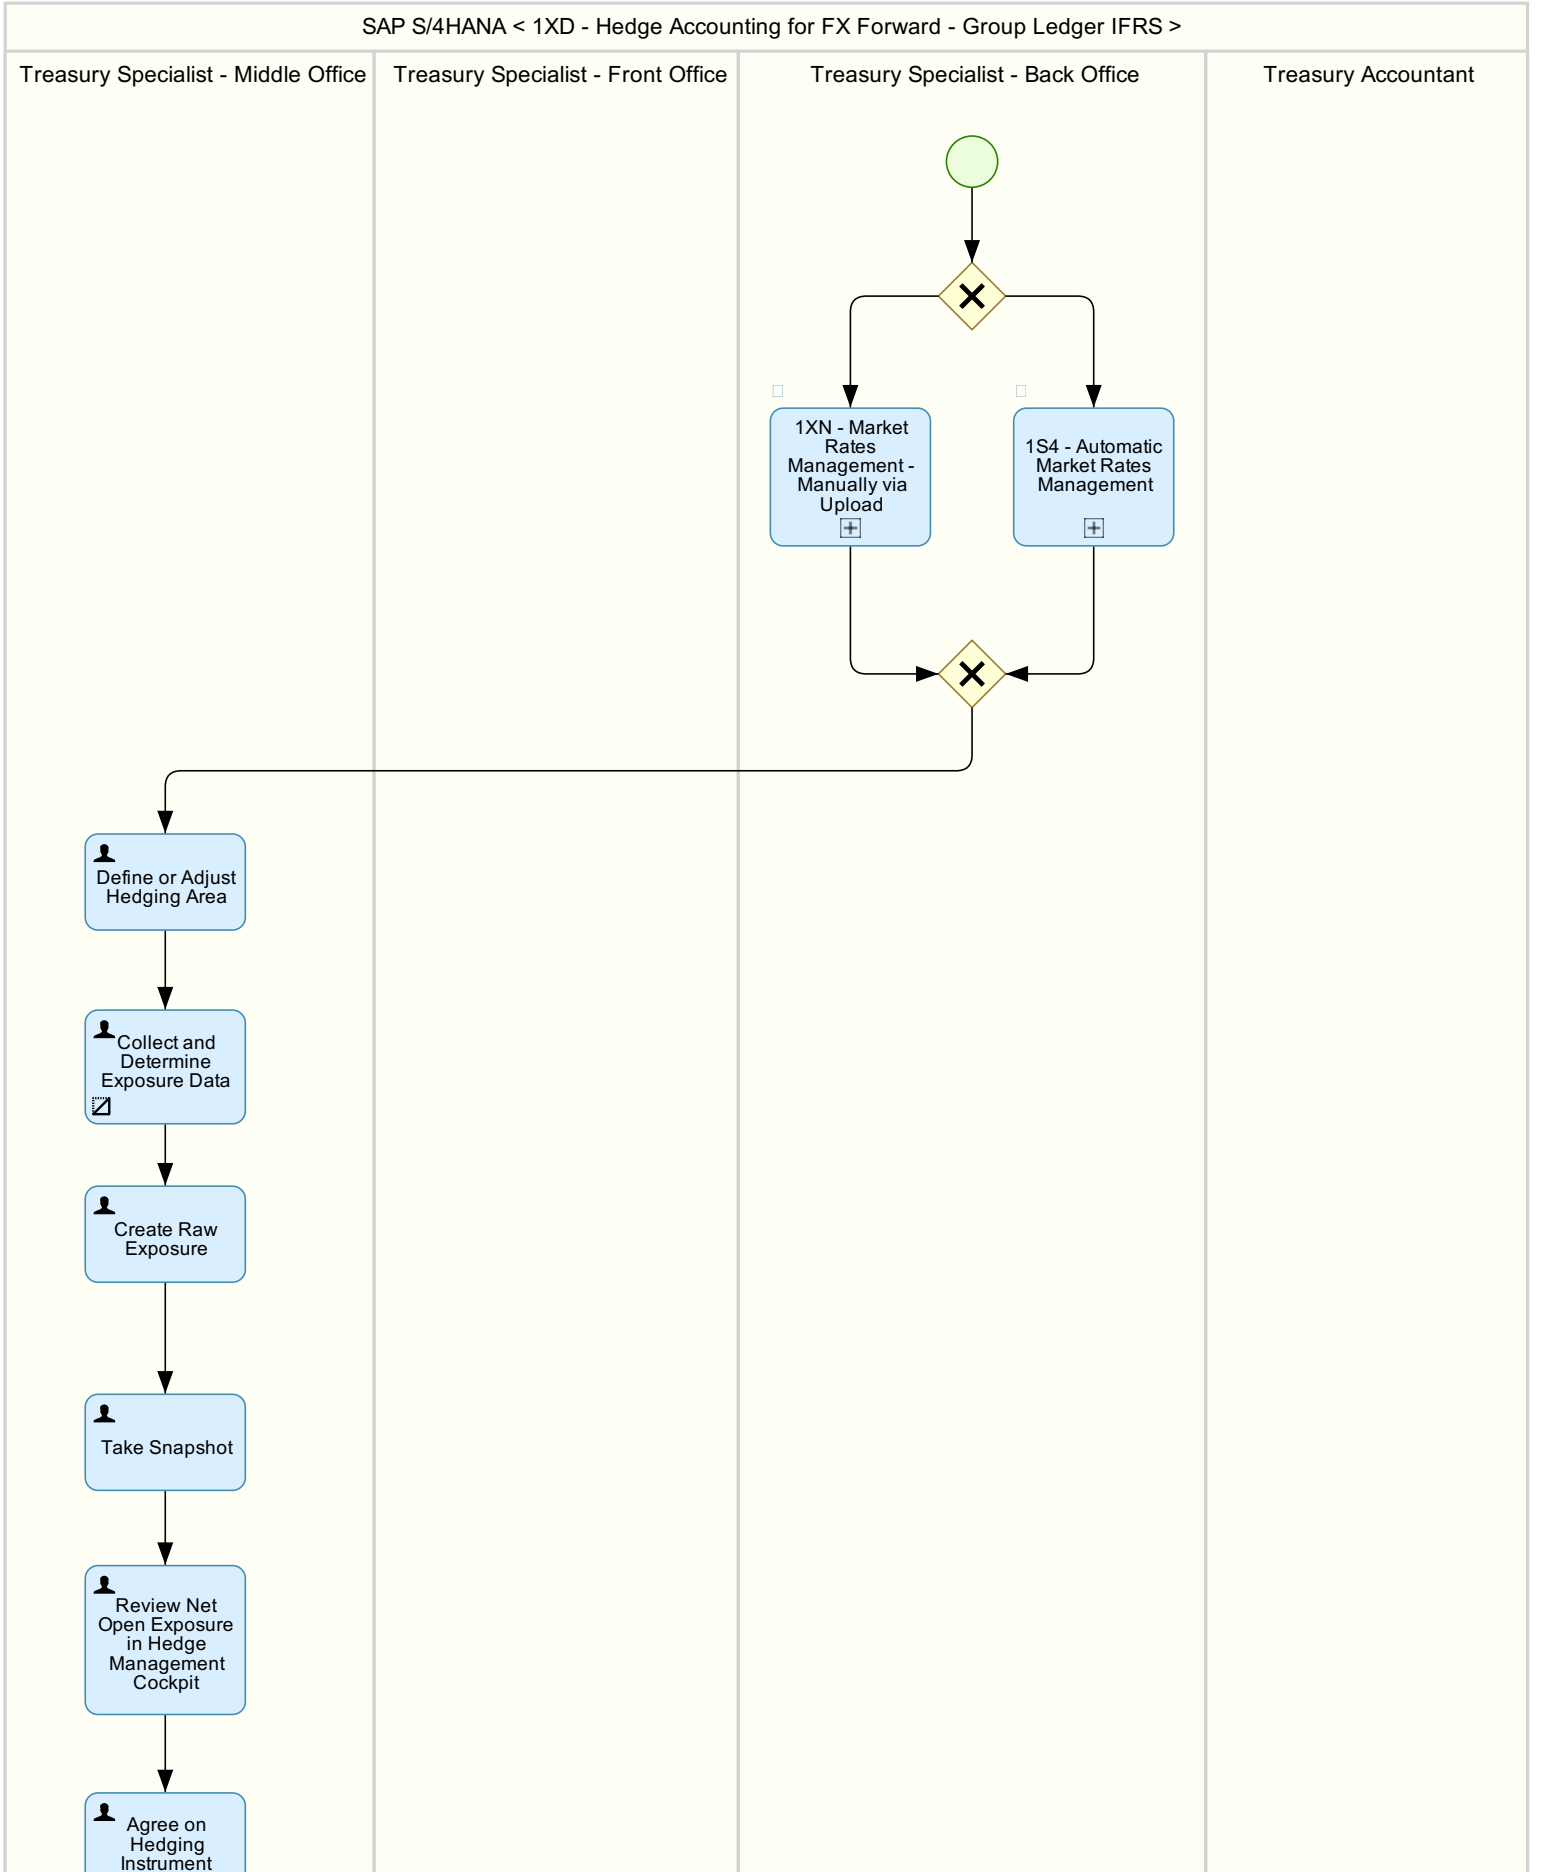 SAP S/4HANA < 1XD - Hedge Accounting for FX Forward - Group Ledger IFRS >
Treasury Specialist - Middle Office
Treasury Specialist - Front Office
Treasury Specialist - Back Office
Treasury Accountant
1XN - Market
Rates
Management -
Manually via
Upload
1S4 - Automatic
Market Rates
Management
Define or Adjust
Hedging Area
Collect and
Determine
Exposure Data
Create Raw
Exposure
Take Snapshot
Review Net
Open Exposure
in Hedge
Management
Cockpit
Agree on
Hedging
Instrument